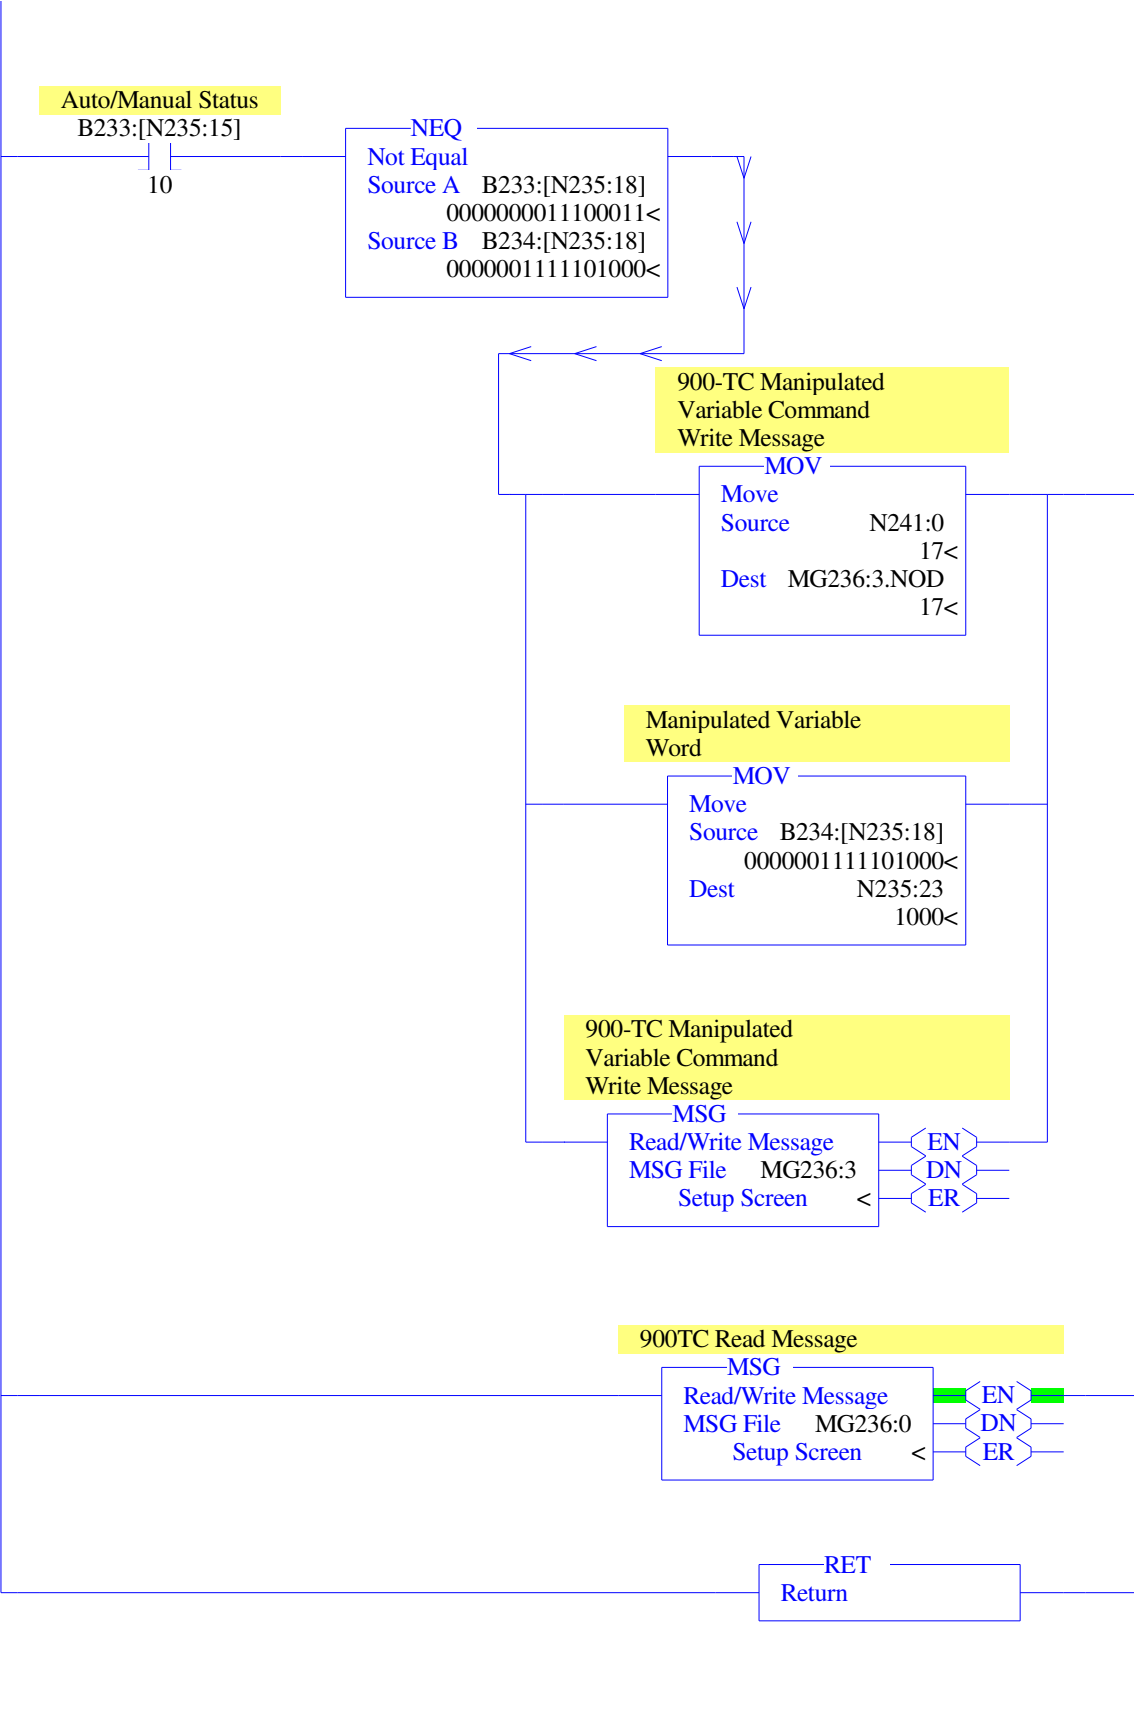 Auto/Manual Status
B233:[N235:15]
10
NEQ
Not Equal
Source A B233:[N235:18]
0000000011100011<
Source B B234:[N235:18]
0000001111101000<
900-TC Manipulated
Variable Command
Write Message
MOV
Move
Source N241:0
17<
Dest MG236:3.NOD
17<
Manipulated Variable
Word
MOV
Move
Source B234:[N235:18]
0000001111101000<
Dest N235:23
1000<
900-TC Manipulated
Variable Command
Write Message
MSG
Read/Write Message EN
MSG File MG236:3 DN
Setup Screen < ER
900TC Read Message
MSG
Read/Write Message EN
MSG File MG236:0 DN
Setup Screen < ER
RET
Return